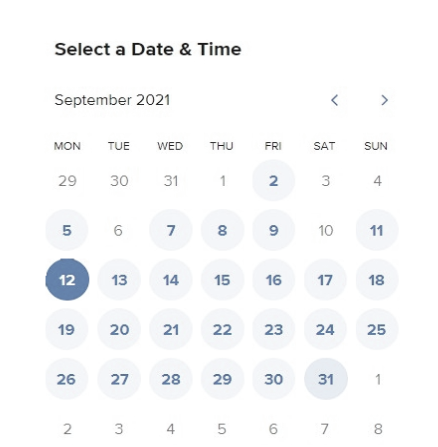 Select a Date & Time
September 2021
MON TUE WED THU FRI SAT SUN
29 30 31 1 2 3 4
5 6 7 8 9 10 11
12 13 14 15 16 17 18
19 20 21 22 23 24 25
26 27 28 29 30 31 1
2 3 4 5 6 7 8